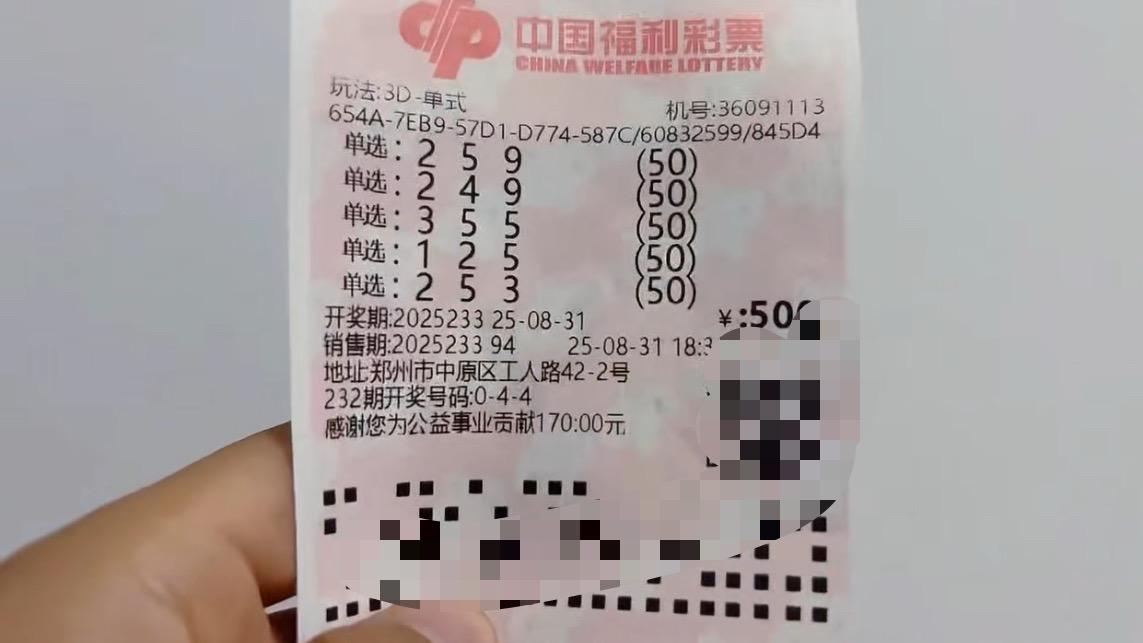 中国福利彩票
CHINA WELFARE LOTTERY
玩法:3D-单式
机号:36091113
654A-7EB9-57D1-D774-587C/60832599/845D4
单选: 2 5 9 (50)
单选: 2 4 9 (50)
单选: 3 5 5 (50)
单选: 1 2 5 (50)
单选: 2 5 3 (50)
开奖期:2025233 25-08-31 ¥:500
销售期:2025233 94 25-08-31 18:3
地址:郑州市中原区工人路42-2号
232期开奖号码:0-4-4
感谢您为公益事业贡献170:00元